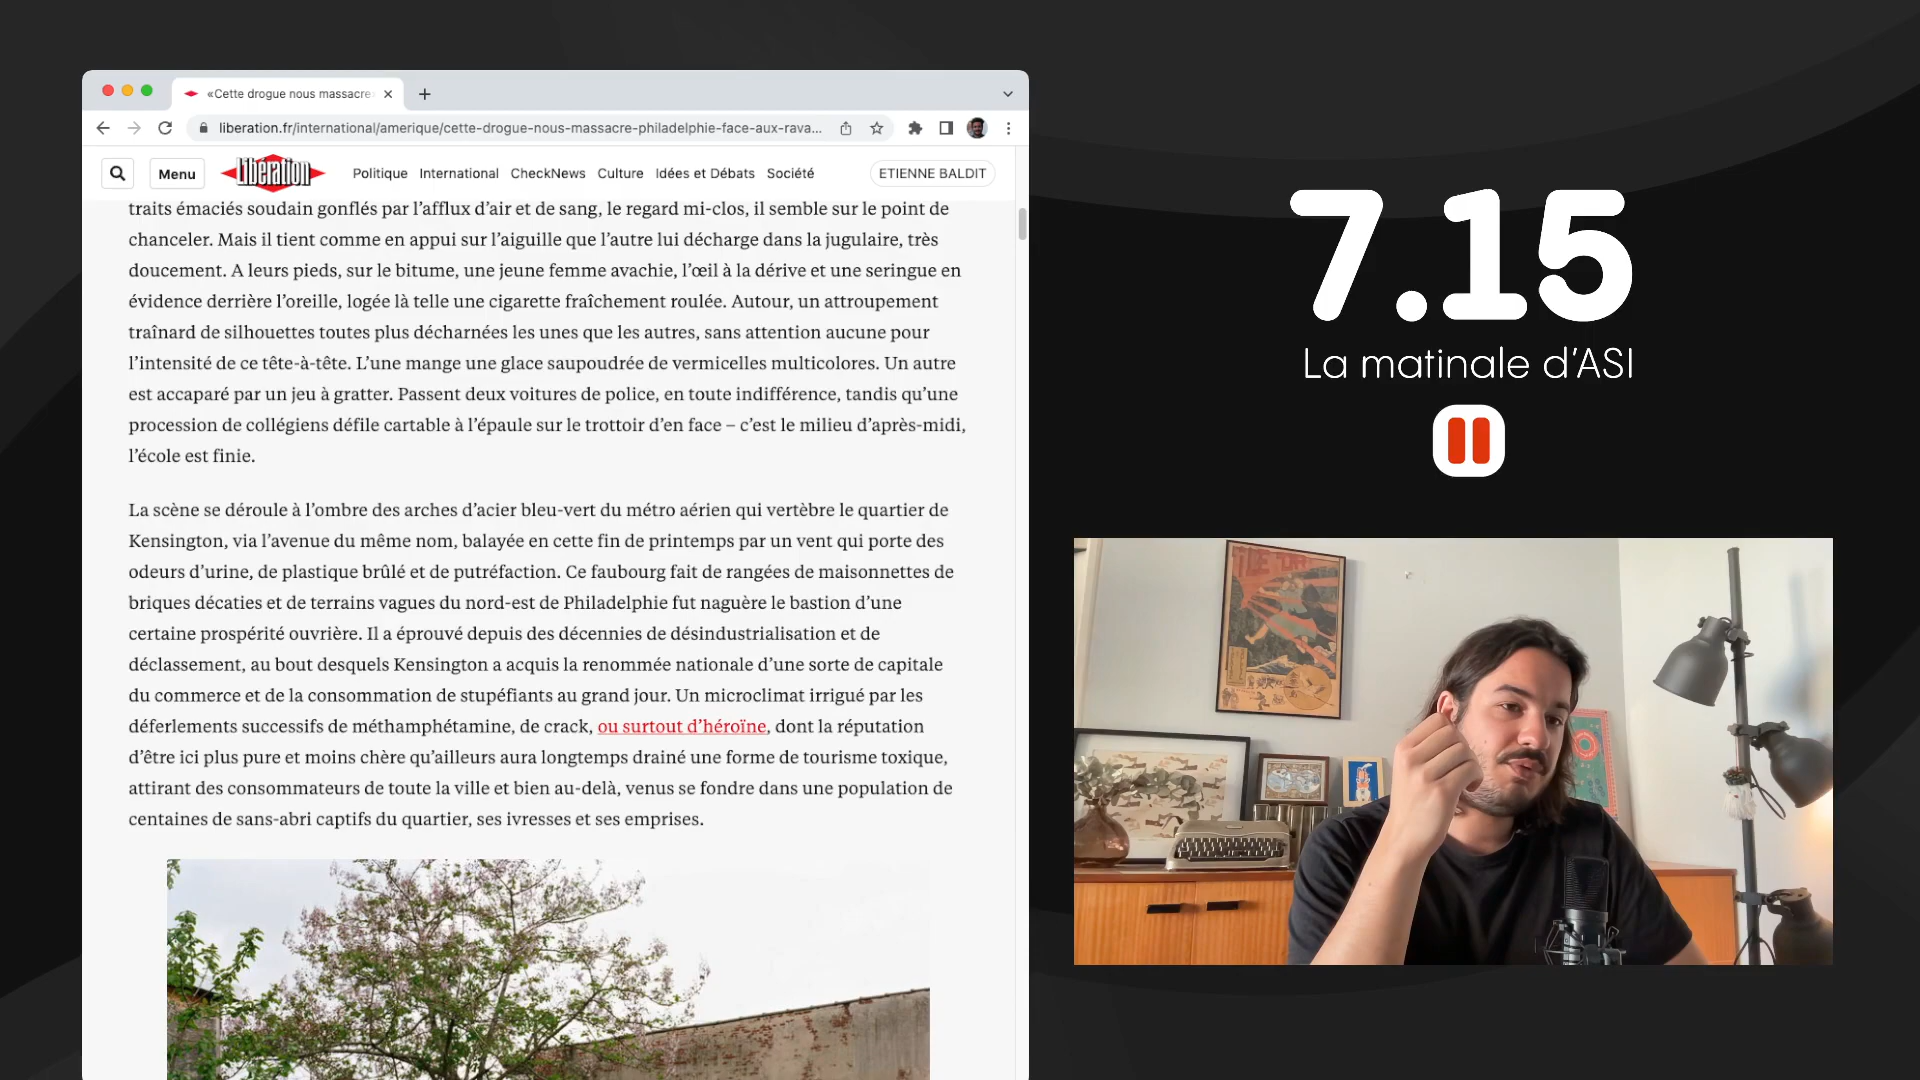 «Cette drogue nous massacre
liberation.fr/international/amerique/cette-drogue-nous-massacre-philadelphie-face-aux-rava...
Menu
Libération
Politique
International
CheckNews
Culture
Idées et Débats
Société
ETIENNE BALDIT
traits émaciés soudain gonflés par l’afflux d’air et de sang, le regard mi-clos, il semble sur le point de
chanceler. Mais il tient comme en appui sur l’aiguille que l’autre lui décharge dans la jugulaire, très
doucement. A leurs pieds, sur le bitume, une jeune femme avachie, l’œil à la dérive et une seringue en
évidence derrière l’oreille, logée là telle une cigarette fraîchement roulée. Autour, un attroupement
traînard de silhouettes toutes plus décharnées les unes que les autres, sans attention aucune pour
l’intensité de ce tête-à-tête. L’une mange une glace saupoudrée de vermicelles multicolores. Un autre
est accaparé par un jeu à gratter. Passent deux voitures de police, en toute indifférence, tandis qu’une
procession de collégiens défile cartable à l’épaule sur le trottoir d’en face – c’est le milieu d’après-midi,
l’école est finie.
La scène se déroule à l’ombre des arches d’acier bleu-vert du métro aérien qui vertèbre le quartier de
Kensington, via l’avenue du même nom, balayée en cette fin de printemps par un vent qui porte des
odeurs d’urine, de plastique brûlé et de putréfaction. Ce faubourg fait de rangées de maisonnettes de
briques décaties et de terrains vagues du nord-est de Philadelphie fut naguère le bastion d’une
certaine prospérité ouvrière. Il a éprouvé depuis des décennies de désindustrialisation et de
déclassement, au bout desquels Kensington a acquis la renommée nationale d’une sorte de capitale
du commerce et de la consommation de stupéfiants au grand jour. Un microclimat irrigué par les
déferlements successifs de méthamphétamine, de crack, ou surtout d’héroïne, dont la réputation
d’être ici plus pure et moins chère qu’ailleurs aura longtemps drainé une forme de tourisme toxique,
attirant des consommateurs de toute la ville et bien au-delà, venus se fondre dans une population de
centaines de sans-abri captifs du quartier, ses ivresses et ses emprises.
7.15
La matinale d’ASI